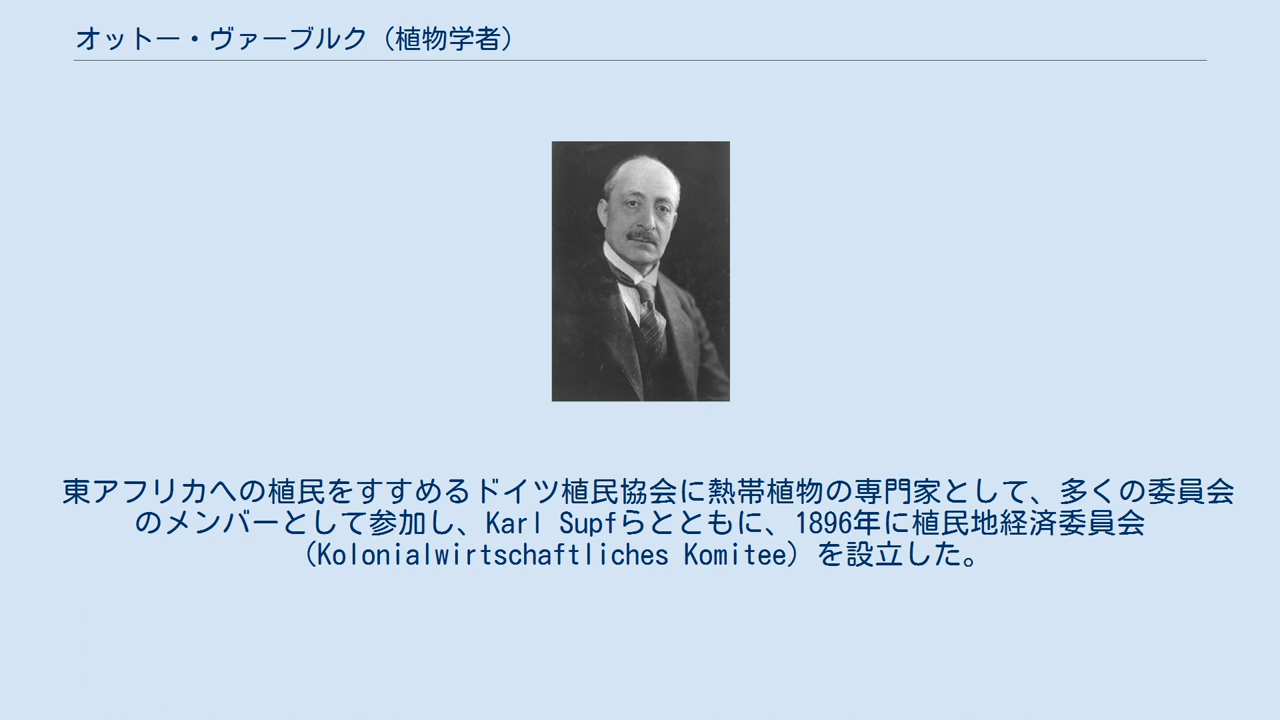 オットー・ヴァーブルク（植物学者）
東アフリカへの植民をすすめるドイツ植民協会に熱帯植物の専門家として、多くの委員会
のメンバーとして参加し、Karl Supfらとともに、1896年に植民地経済委員会
（Kolonialwirtschaftliches Komitee）を設立した。